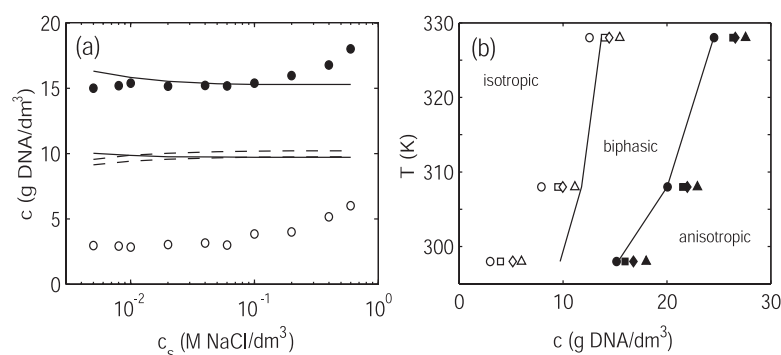 (a)
20
15
10
5
0
c (g DNA/dm³)
10⁻² 10⁻¹ 10⁰
cₛ (M NaCl/dm³)
(b)
330
320
310
300
T (K)
isotropic
biphasic
anisotropic
0 10 20 30
c (g DNA/dm³)